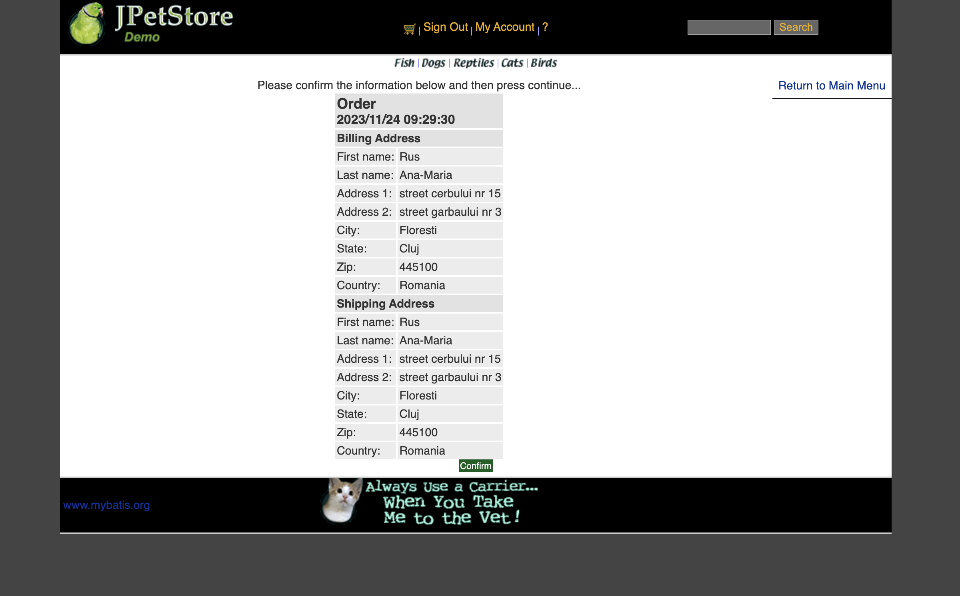 JPetStore
Demo
Sign Out My Account ?
Search
Fish Dogs Reptiles Cats Birds
Please confirm the information below and then press continue...
Return to Main Menu
Order
2023/11/24 09:29:30
Billing Address
First name: Rus
Last name: Ana-Maria
Address 1: street cerbului nr 15
Address 2: street garbaului nr 3
City: Floresti
State: Cluj
Zip: 445100
Country: Romania
Shipping Address
First name: Rus
Last name: Ana-Maria
Address 1: street cerbului nr 15
Address 2: street garbaului nr 3
City: Floresti
State: Cluj
Zip: 445100
Country: Romania
Confirm
www.mybatis.org
Always Use a Carrier...
When You Take
Me to the Vet!